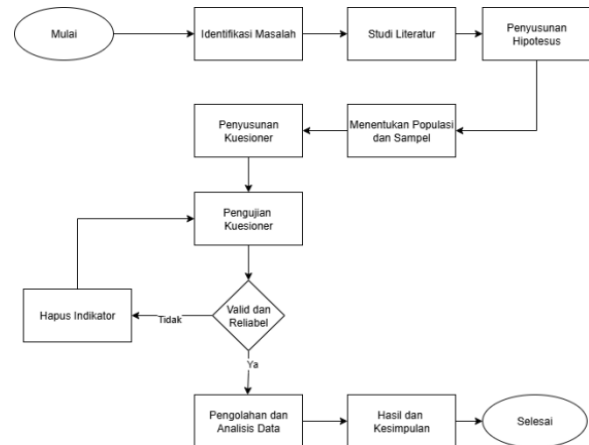 Mulai
Identifikasi Masalah
Studi Literatur
Penyusunan
Hipotesus
Menentukan Populasi
dan Sampel
Penyusunan
Kuesioner
Pengujian
Kuesioner
Valid dan
Reliabel
Tidak
Hapus Indikator
Ya
Pengolahan dan
Analisis Data
Hasil dan
Kesimpulan
Selesai